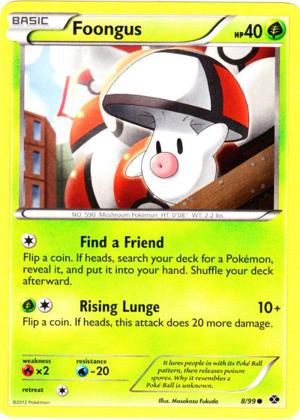 BASIC
Foongus
HP40
NO. 590 Mushroom Pokémon HT. 0'08" WT. 2.2 lbs.
Find a Friend
Flip a coin. If heads, search your deck for a Pokémon,
reveal it, and put it into your hand. Shuffle your deck
afterward.
Rising Lunge 10+
Flip a coin. If heads, this attack does 20 more damage.
weakness
×2
resistance
-20
retreat
It lures people in with its Poké Ball
pattern, then releases poison
spores. Why it resembles a
Poké Ball is unknown.
Illus. Masakazu Fukuda
8/99
©2012 Pokémon